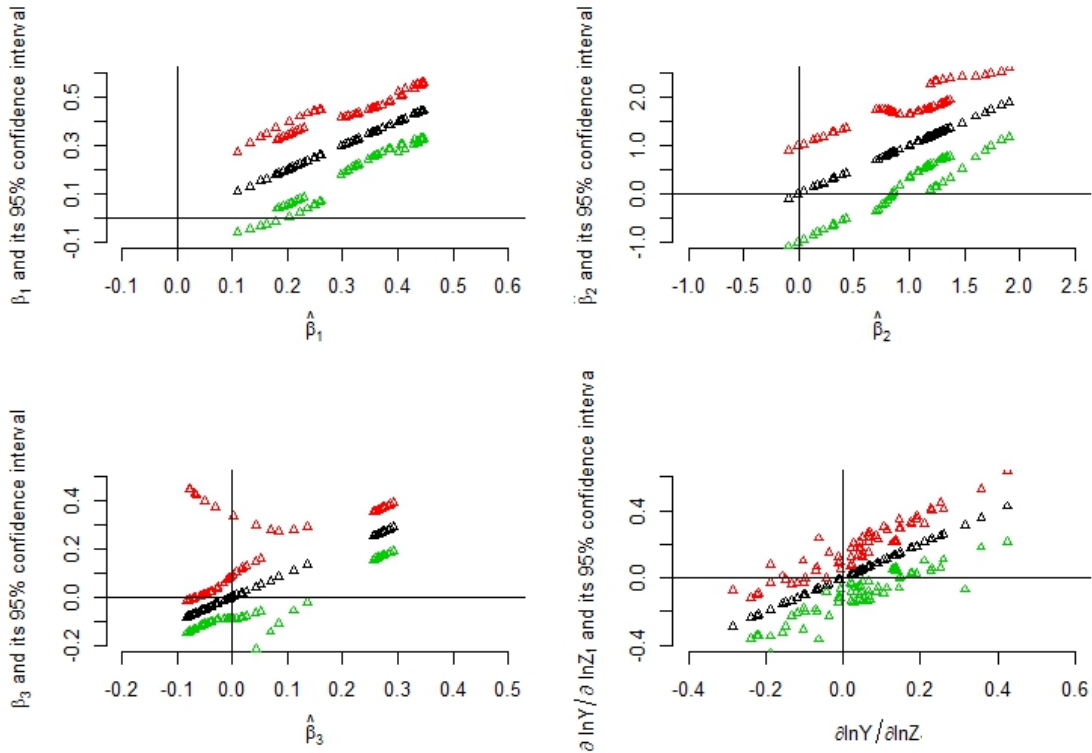 β₁ and its 95% confidence interval
0.5
0.3
0.1
-0.1
-0.1 0.0 0.1 0.2 0.3 0.4 0.5 0.6
β̂₁
β₂ and its 95% confidence interval
2.0
1.0
0.0
-1.0
-1.0 0.0 0.5 1.0 1.5 2.0 2.5
β̂₂
β₃ and its 95% confidence interval
0.4
0.2
0.0
-0.2
-0.2 -0.1 0.0 0.1 0.2 0.3 0.4 0.5
β̂₃
∂ lnY/∂ lnZ₁ and its 95% confidence interva
0.4
0.0
-0.4
-0.4 -0.2 0.0 0.2 0.4 0.6
∂lnY/∂lnZ